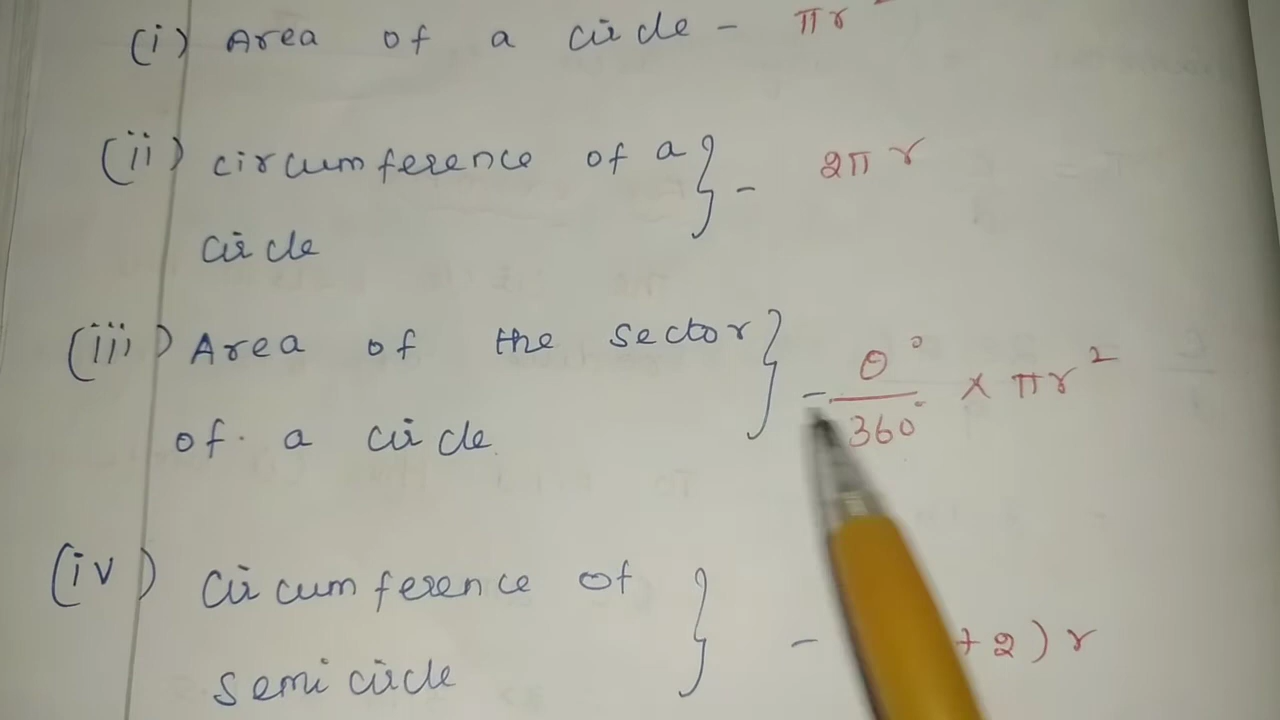 (i) Area of a circle - πr²
(ii) circumference of a } - 2πr
circle
(iii) Area of the sector } - θ°/360° × πr²
of a circle
(iv) Circumference of } - +2)r
semicircle